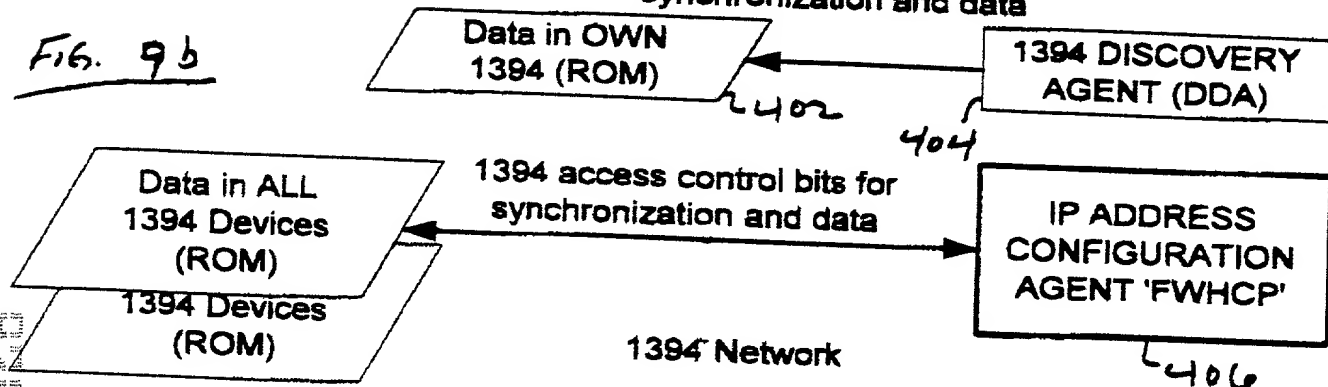 synchronization and data
FIG. 9b
Data in OWN
1394 (ROM)
402
1394 DISCOVERY
AGENT (DDA)
404
Data in ALL
1394 Devices
(ROM)
1394 Devices
(ROM)
1394 access control bits for
synchronization and data
IP ADDRESS
CONFIGURATION
AGENT 'FWHCP'
406
1394 Network